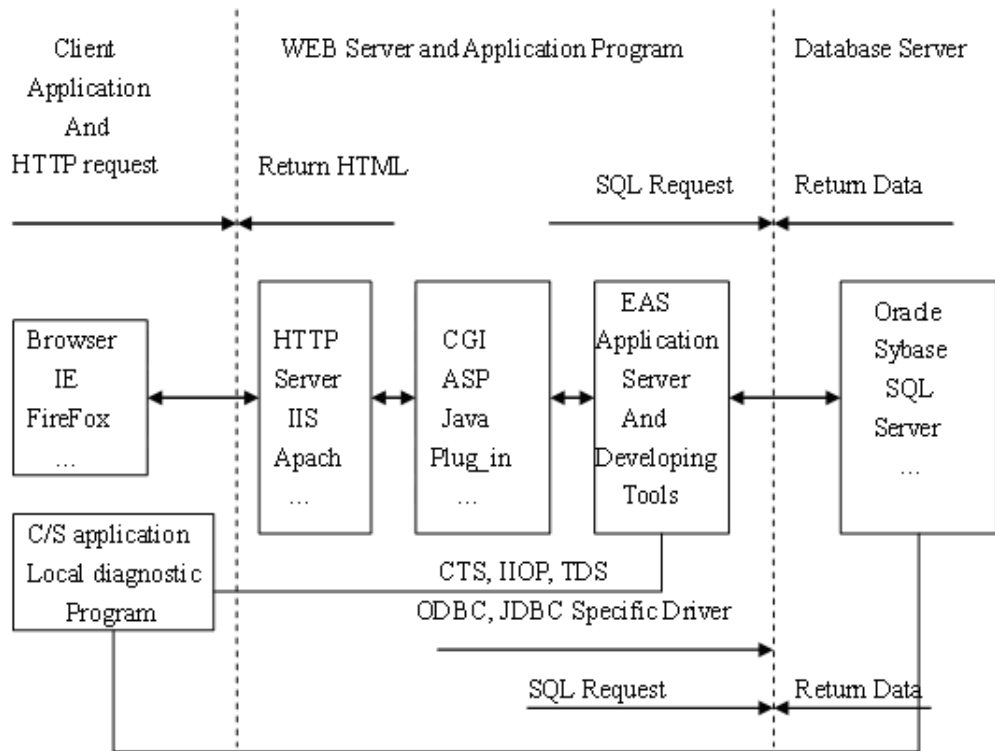 Client
Application
And
HTTP request
WEB Server and Application Program
Database Server
Return HTML
SQL Request
Return Data
Browser
IE
FireFox
...
HTTP
Server
IIS
Apach
...
CGI
ASP
Java
Plug_in
...
EAS
Application
Server
And
Developing
Tools
Oracle
Sybase
SQL
Server
...
C/S application
Local diagnostic
Program
CTS, IIOP, TDS
ODBC, JDBC Specific Driver
SQL Request
Return Data